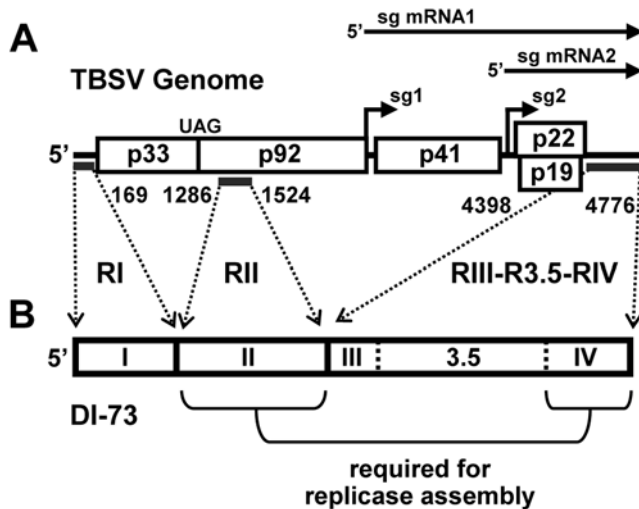 A
5’ sg mRNA1
5’ sg mRNA2
TBSV Genome
UAG sg1 sg2
5’ p33 p92 p41 p22
p19
169 1286 1524 4398 4776
RI RII RIII-R3.5-RIV
B
5’ I II III 3.5 IV
DI-73
required for
replicase assembly